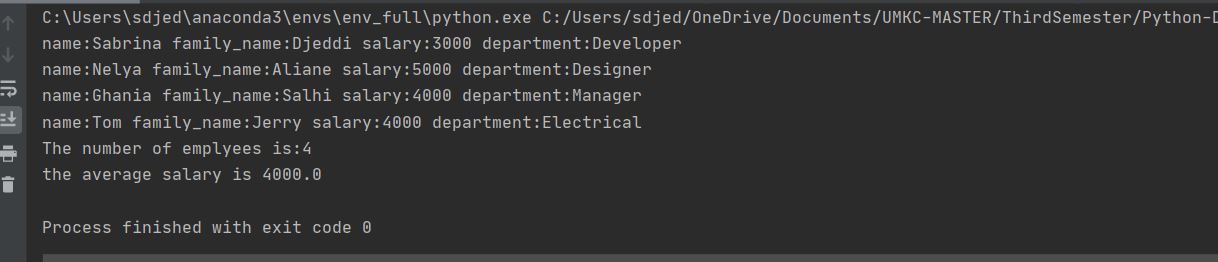 C:\Users\sdjed\anaconda3\envs\env_full\python.exe C:/Users/sdjed/OneDrive/Documents/UMKC-MASTER/ThirdSemester/Python-D
name:Sabrina family_name:Djeddi salary:3000 department:Developer
name:Nelya family_name:Aliane salary:5000 department:Designer
name:Ghania family_name:Salhi salary:4000 department:Manager
name:Tom family_name:Jerry salary:4000 department:Electrical
The number of emplyees is:4
the average salary is 4000.0
Process finished with exit code 0